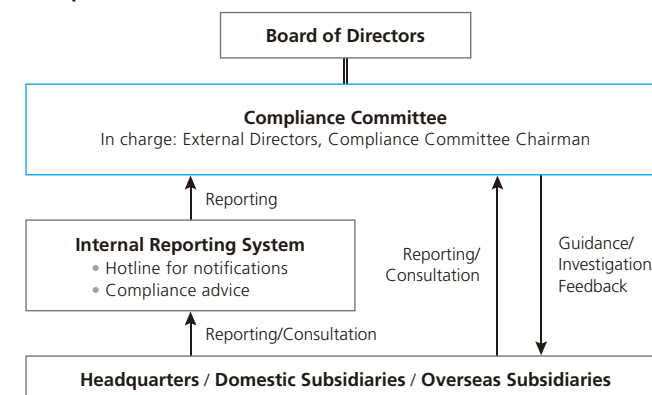 Board of Directors
Compliance Committee
In charge: External Directors, Compliance Committee Chairman
Reporting
Internal Reporting System
• Hotline for notifications
• Compliance advice
Reporting/
Consultation
Guidance/
Investigation
Feedback
Reporting/Consultation
Headquarters / Domestic Subsidiaries / Overseas Subsidiaries